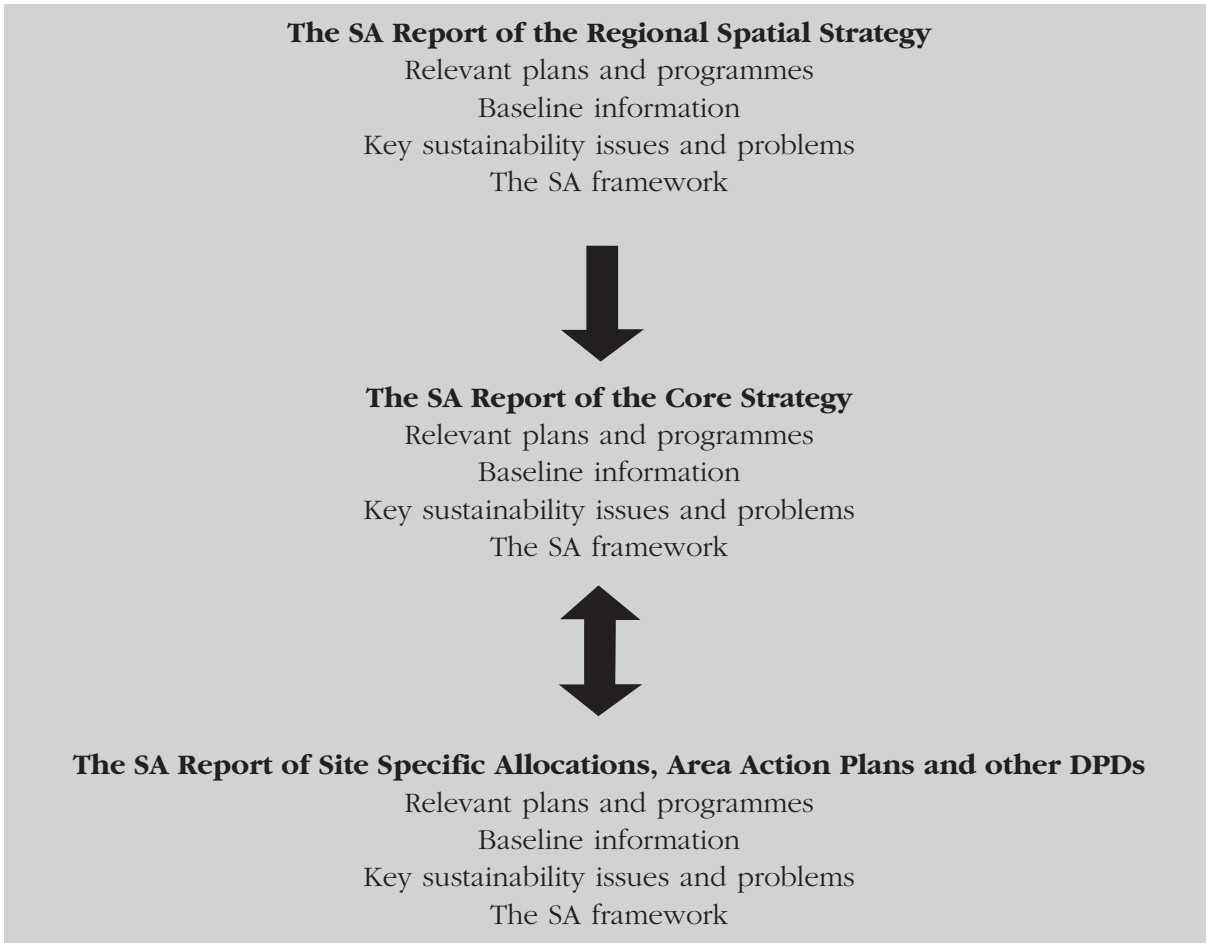 The SA Report of the Regional Spatial Strategy
Relevant plans and programmes
Baseline information
Key sustainability issues and problems
The SA framework
The SA Report of the Core Strategy
Relevant plans and programmes
Baseline information
Key sustainability issues and problems
The SA framework
The SA Report of Site Specific Allocations, Area Action Plans and other DPDs
Relevant plans and programmes
Baseline information
Key sustainability issues and problems
The SA framework